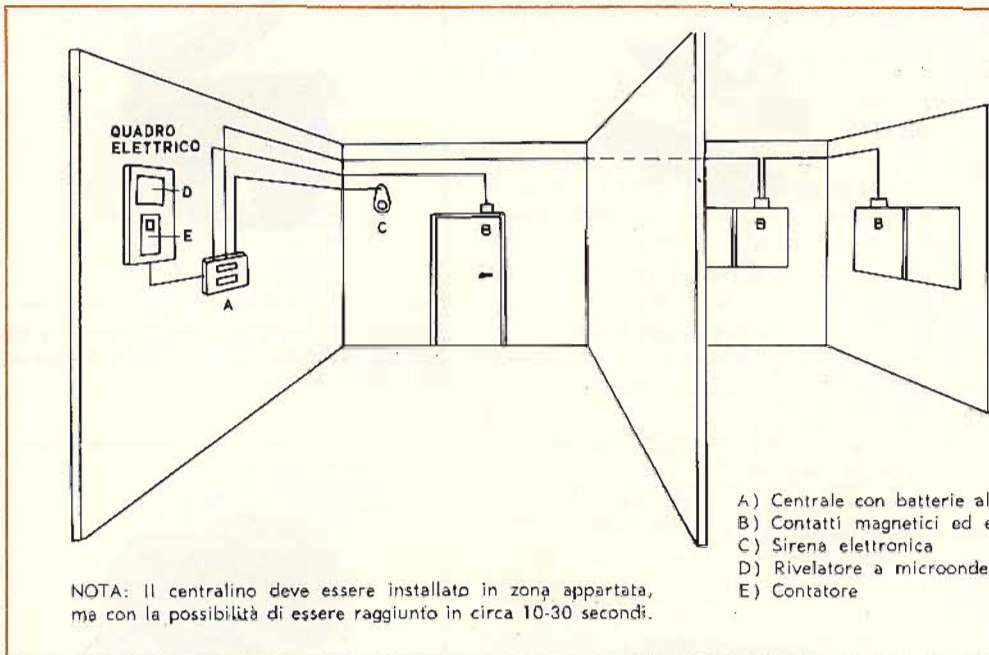 QUADRO
ELETTRICO
D
E
A
C
B
B
B
A) Centrale con batterie al
B) Contatti magnetici ed e
C) Sirena elettronica
D) Rivelatore a microonde
E) Contatore
NOTA: Il centralino deve essere installato in zona appartata,
ma con la possibilità di essere raggiunto in circa 10-30 secondi.